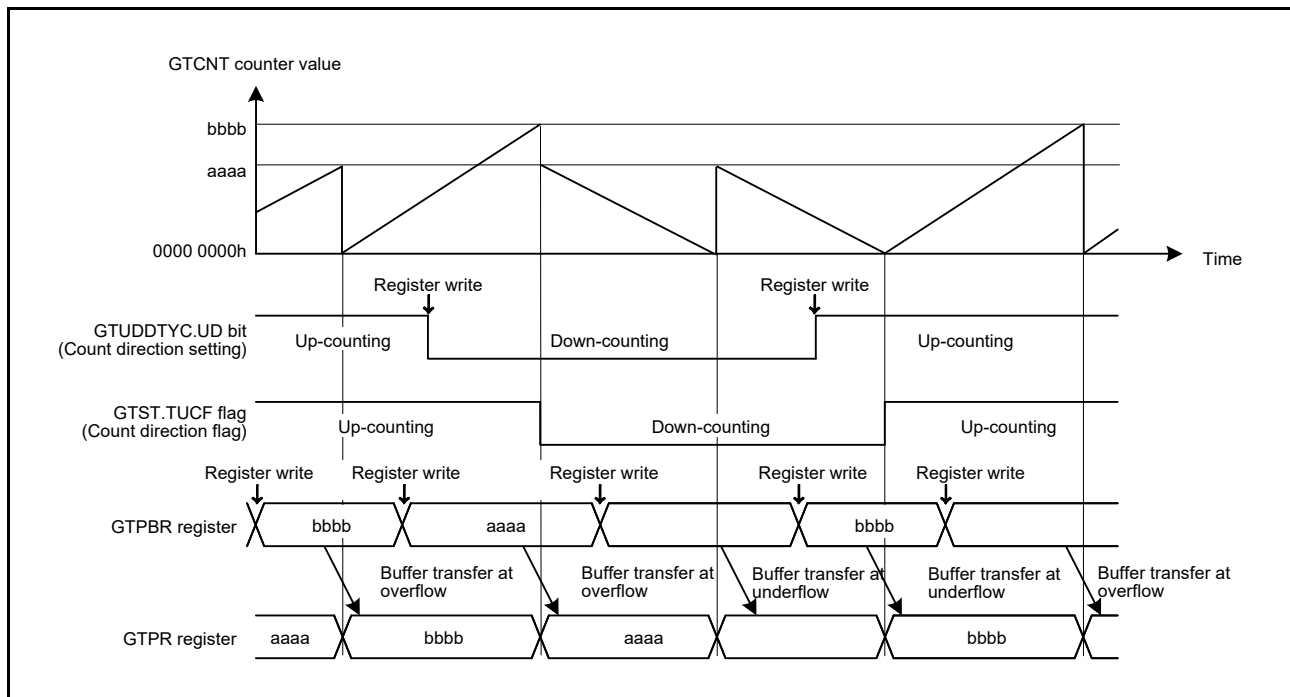 GTCNT counter value
bbbb
aaaa
0000 0000h
Time
Register write
Register write
GTUDDTYC.UD bit
(Count direction setting)
Up-counting
Down-counting
Up-counting
GTST.TUCF flag
(Count direction flag)
Up-counting
Down-counting
Up-counting
Register write
Register write
Register write
Register write
Register write
GTPBR register
bbbb
aaaa
bbbb
Buffer transfer at
overflow
Buffer transfer at
overflow
Buffer transfer at
underflow
Buffer transfer at
underflow
Buffer transfer at
overflow
GTPR register
aaaa
bbbb
aaaa
bbbb